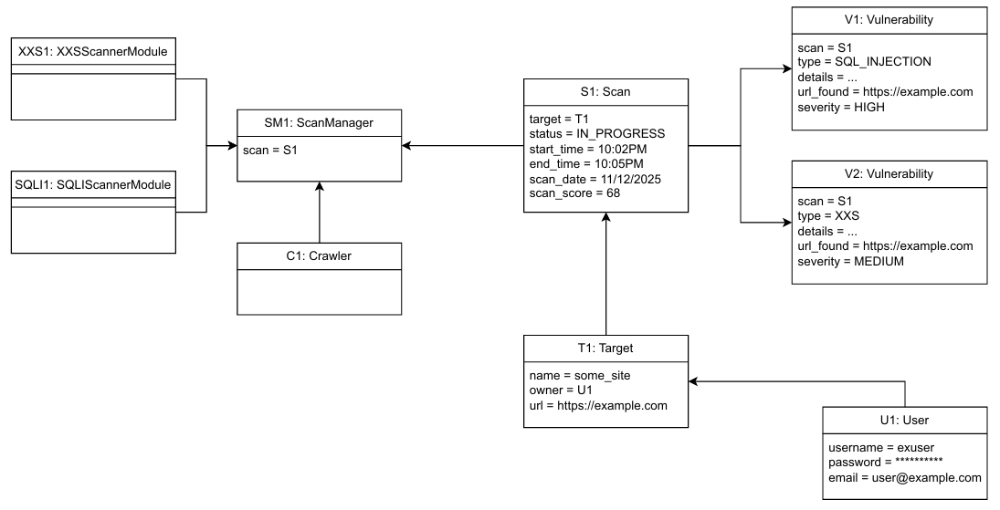 XXS1: XXSScannerModule
SQLI1: SQLIScannerModule
SM1: ScanManager
scan = S1
C1: Crawler
S1: Scan
target = T1
status = IN_PROGRESS
start_time = 10:02PM
end_time = 10:05PM
scan_date = 11/12/2025
scan_score = 68
V1: Vulnerability
scan = S1
type = SQL_INJECTION
details = ...
url_found = https://example.com
severity = HIGH
V2: Vulnerability
scan = S1
type = XXS
details = ...
url_found = https://example.com
severity = MEDIUM
T1: Target
name = some_site
owner = U1
url = https://example.com
U1: User
username = exuser
password = **********
email = user@example.com